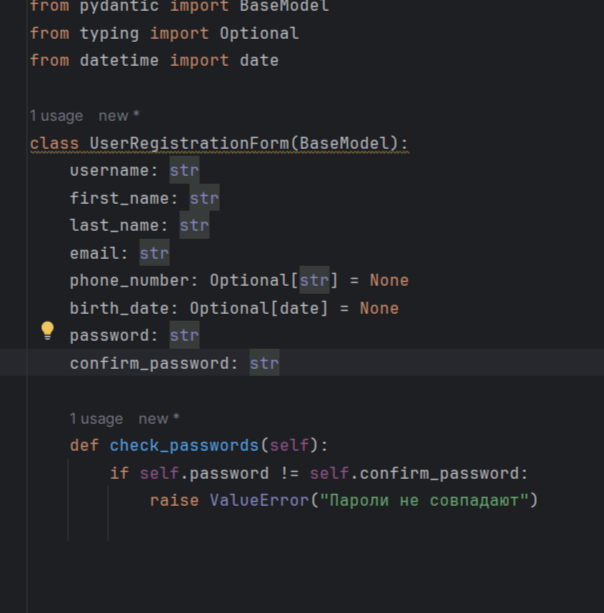 from pydantic import BaseModel
from typing import Optional
from datetime import date
1 usage new *
class UserRegistrationForm(BaseModel):
username: str
first_name: str
last_name: str
email: str
phone_number: Optional[str] = None
birth_date: Optional[date] = None
password: str
confirm_password: str
1 usage new *
def check_passwords(self):
if self.password != self.confirm_password:
raise ValueError("Пароли не совпадают")